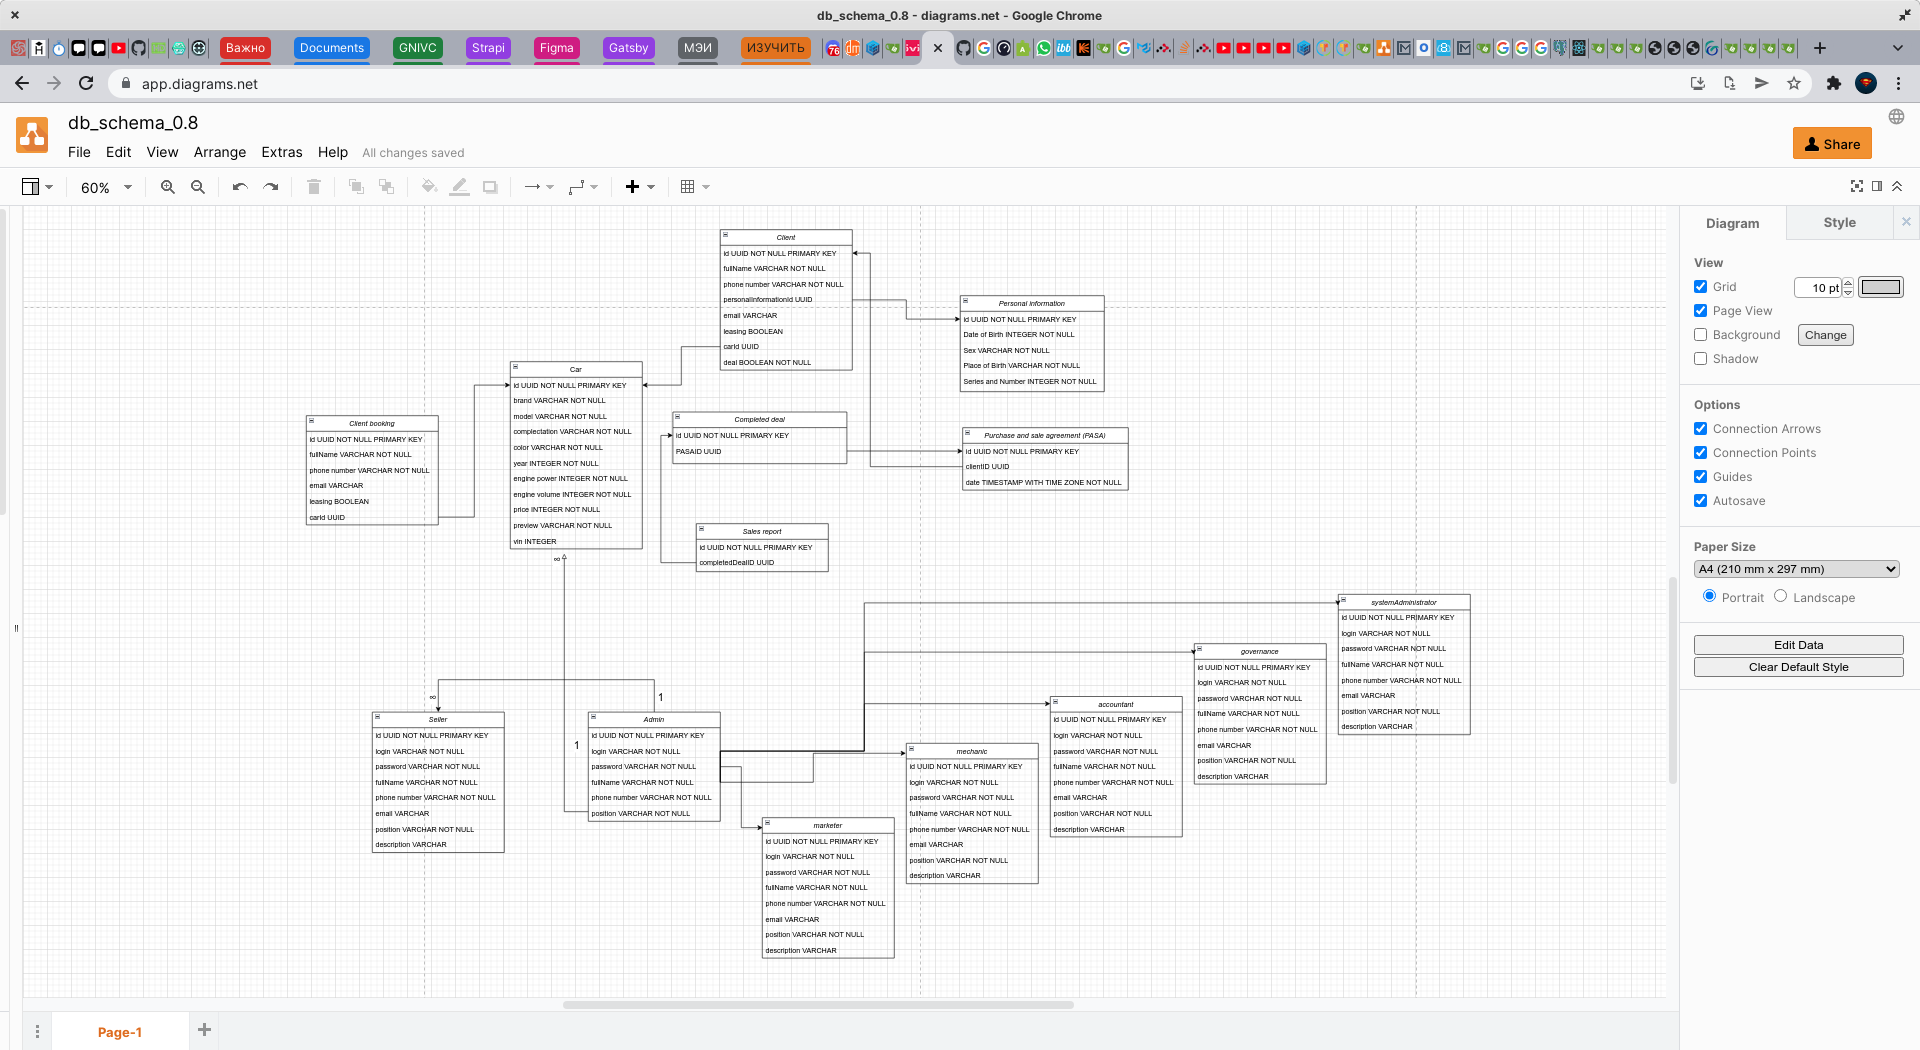 db_schema_0.8 - diagrams.net - Google Chrome
Важно
Documents
GNIVC
Strapi
Figma
Gatsby
МЭИ
ИЗУЧИТЬ
app.diagrams.net
db_schema_0.8
File Edit View Arrange Extras Help All changes saved
Share
60%
Client
id UUID NOT NULL PRIMARY KEY
fullName VARCHAR NOT NULL
phone number VARCHAR NOT NULL
personalInformationId UUID
email VARCHAR
leasing BOOLEAN
carId UUID
deal BOOLEAN NOT NULL
Personal information
id UUID NOT NULL PRIMARY KEY
Date of Birth INTEGER NOT NULL
Sex VARCHAR NOT NULL
Place of Birth VARCHAR NOT NULL
Series and Number INTEGER NOT NULL
Car
id UUID NOT NULL PRIMARY KEY
brand VARCHAR NOT NULL
model VARCHAR NOT NULL
complectation VARCHAR NOT NULL
color VARCHAR NOT NULL
year INTEGER NOT NULL
engine power INTEGER NOT NULL
engine volume INTEGER NOT NULL
price INTEGER NOT NULL
preview VARCHAR NOT NULL
vin INTEGER
Client booking
id UUID NOT NULL PRIMARY KEY
fullName VARCHAR NOT NULL
phone number VARCHAR NOT NULL
email VARCHAR
leasing BOOLEAN
carId UUID
Completed deal
id UUID NOT NULL PRIMARY KEY
PASAID UUID
Purchase and sale agreement (PASA)
id UUID NOT NULL PRIMARY KEY
clientID UUID
date TIMESTAMP WITH TIME ZONE NOT NULL
Sales report
id UUID NOT NULL PRIMARY KEY
completedDealID UUID
∞
∞
1
1
Seller
id UUID NOT NULL PRIMARY KEY
login VARCHAR NOT NULL
password VARCHAR NOT NULL
fullName VARCHAR NOT NULL
phone number VARCHAR NOT NULL
email VARCHAR
position VARCHAR NOT NULL
description VARCHAR
Admin
id UUID NOT NULL PRIMARY KEY
login VARCHAR NOT NULL
password VARCHAR NOT NULL
fullName VARCHAR NOT NULL
phone number VARCHAR NOT NULL
position VARCHAR NOT NULL
marketer
id UUID NOT NULL PRIMARY KEY
login VARCHAR NOT NULL
password VARCHAR NOT NULL
fullName VARCHAR NOT NULL
phone number VARCHAR NOT NULL
email VARCHAR
position VARCHAR NOT NULL
description VARCHAR
mechanic
id UUID NOT NULL PRIMARY KEY
login VARCHAR NOT NULL
password VARCHAR NOT NULL
fullName VARCHAR NOT NULL
phone number VARCHAR NOT NULL
email VARCHAR
position VARCHAR NOT NULL
description VARCHAR
accountant
id UUID NOT NULL PRIMARY KEY
login VARCHAR NOT NULL
password VARCHAR NOT NULL
fullName VARCHAR NOT NULL
phone number VARCHAR NOT NULL
email VARCHAR
position VARCHAR NOT NULL
description VARCHAR
governance
id UUID NOT NULL PRIMARY KEY
login VARCHAR NOT NULL
password VARCHAR NOT NULL
fullName VARCHAR NOT NULL
phone number VARCHAR NOT NULL
email VARCHAR
position VARCHAR NOT NULL
description VARCHAR
systemAdministrator
id UUID NOT NULL PRIMARY KEY
login VARCHAR NOT NULL
password VARCHAR NOT NULL
fullName VARCHAR NOT NULL
phone number VARCHAR NOT NULL
email VARCHAR
position VARCHAR NOT NULL
description VARCHAR
Diagram Style
View
Grid 10 pt
Page View
Background Change
Shadow
Options
Connection Arrows
Connection Points
Guides
Autosave
Paper Size
A4 (210 mm x 297 mm)
Portrait Landscape
Edit Data
Clear Default Style
Page-1